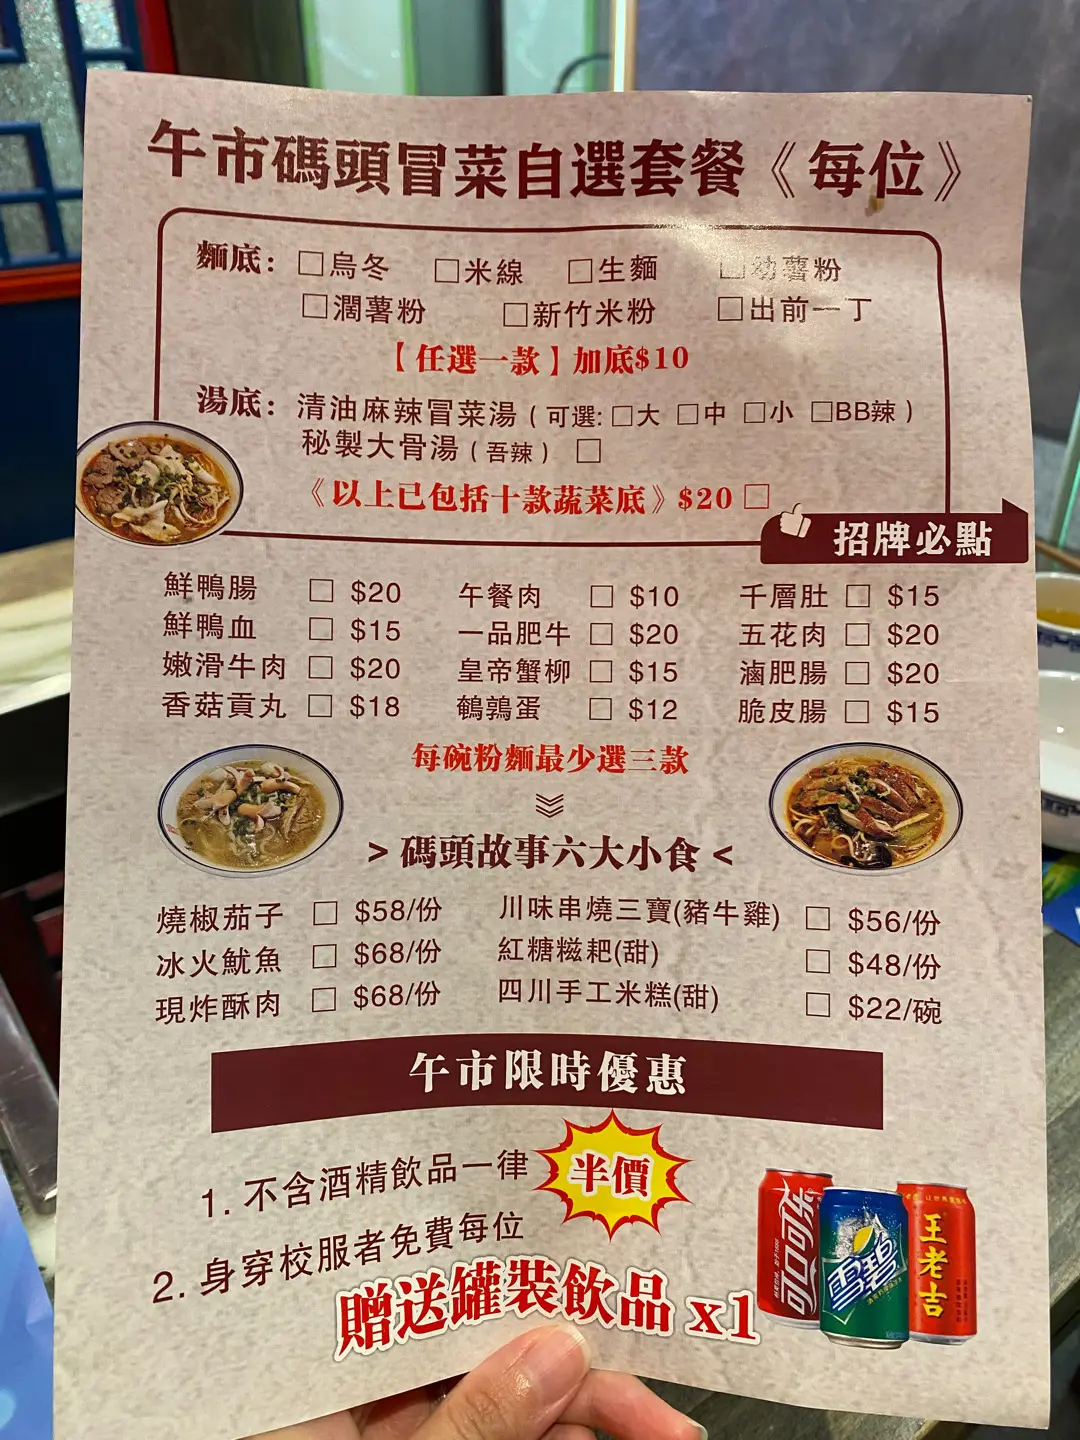 午市碼頭冒菜自選套餐《每位》
麵底：□烏冬 □米線 □生麵 □幼薯粉
□濶薯粉 □新竹米粉 □出前一丁
【任選一款】加底$10
湯底：清油麻辣冒菜湯（可選:□大 □中 □小 □BB辣）
秘製大骨湯（吾辣）□
《以上已包括十款蔬菜底》$20 □
招牌必點
鮮鴨腸 □ $20 午餐肉 □ $10 千層肚 □ $15
鮮鴨血 □ $15 一品肥牛 □ $20 五花肉 □ $20
嫩滑牛肉 □ $20 皇帝蟹柳 □ $15 滷肥腸 □ $20
香菇貢丸 □ $18 鵪鶉蛋 □ $12 脆皮腸 □ $15
每碗粉麵最少選三款
> 碼頭故事六大小食 <
燒椒茄子 □ $58/份 川味串燒三寶(豬牛雞) □ $56/份
冰火魷魚 □ $68/份 紅糖糍粑(甜) □ $48/份
現炸酥肉 □ $68/份 四川手工米糕(甜) □ $22/碗
午市限時優惠
1. 不含酒精飲品一律 半價
2. 身穿校服者免費每位
贈送罐裝飲品 x1
可口可乐
雪碧
王老吉